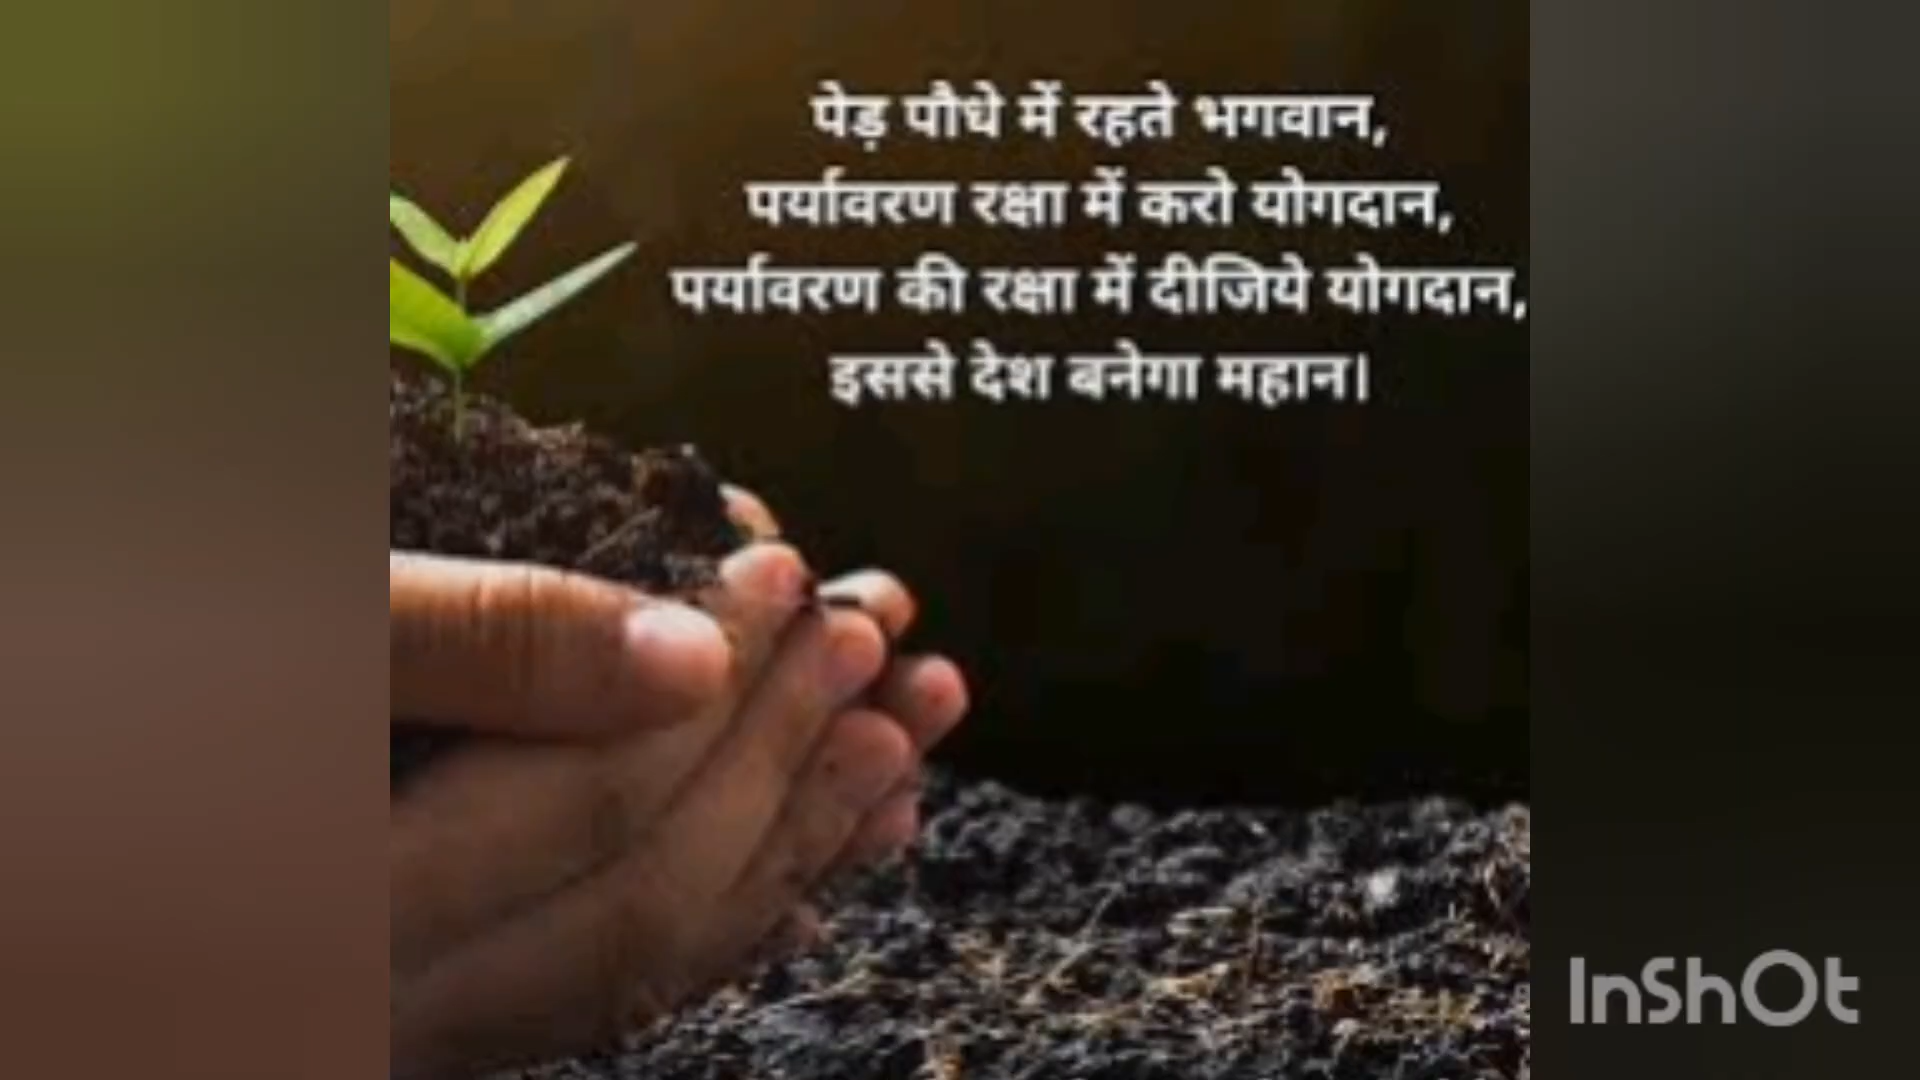 पेड़ पौधे में रहते भगवान,
पर्यावरण रक्षा में करो योगदान,
पर्यावरण की रक्षा में दीजिये योगदान,
इससे देश बनेगा महान।
InShOt